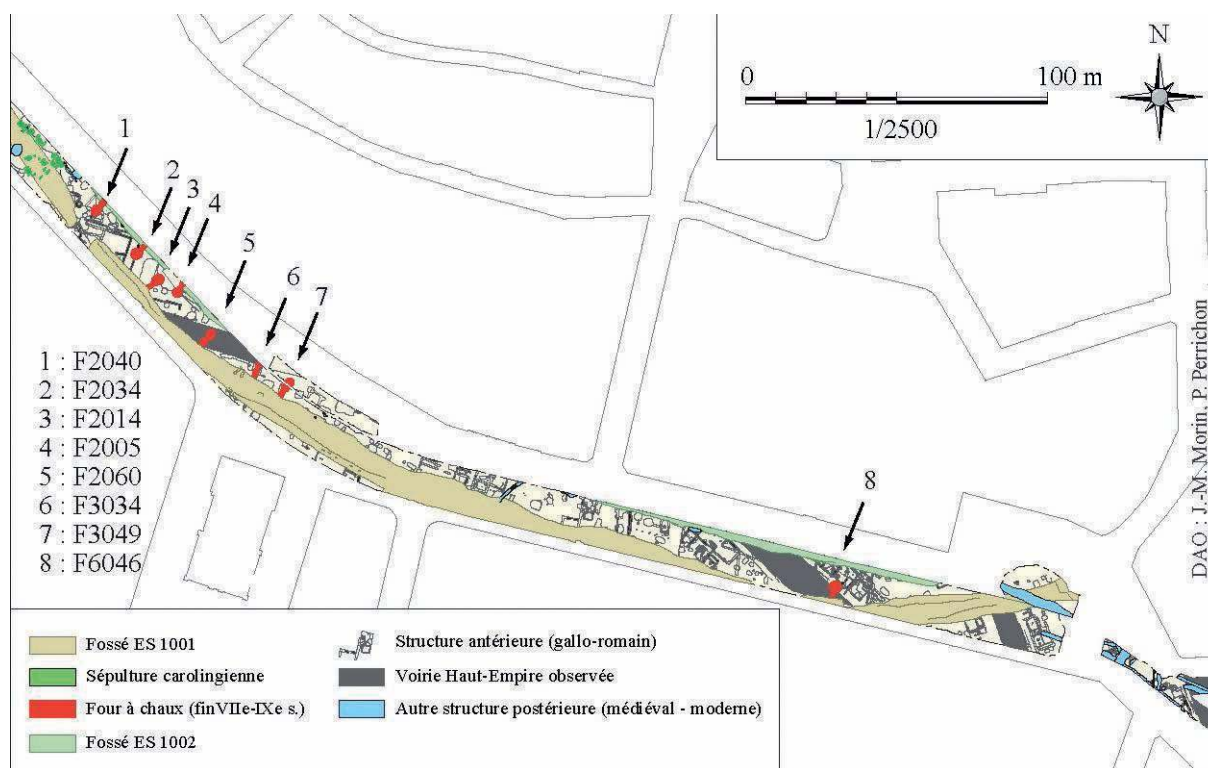 N
0 100 m
1/2500
1
2
3
4
5
6
7
8
1 : F2040
2 : F2034
3 : F2014
4 : F2005
5 : F2060
6 : F3034
7 : F3049
8 : F6046
DAO : J.-M. Morin, P. Perrichon
Fossé ES 1001
Sépulture carolingienne
Four à chaux (finVIIe-IXe s.)
Fossé ES 1002
Structure antérieure (gallo-romain)
Voirie Haut-Empire observée
Autre structure postérieure (médiéval - moderne)